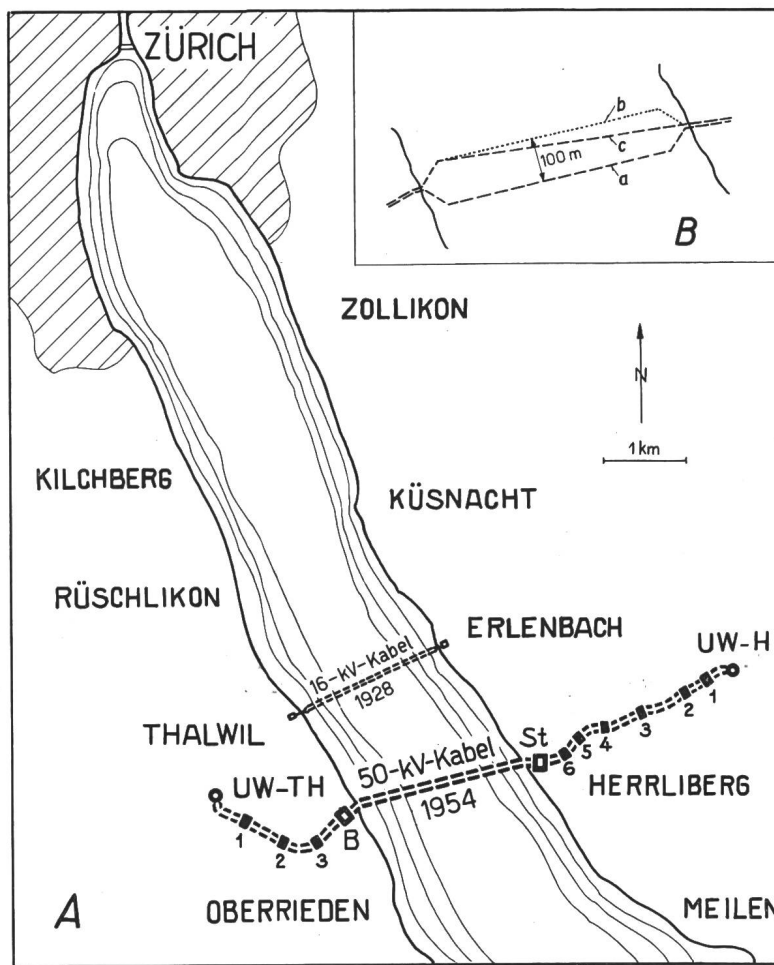 ZÜRICH
b
c
100 m
a
B
ZOLLIKON
N
1 km
KILCHBERG
KÜSNACHT
RÜSCHLIKON
ERLENBACH
UW-H
16-kV-Kabel
1928
THALWIL
1
2
3
4
5
6
St
50-kV-Kabel
1954
HERRLIBERG
UW-TH
1
2
3
B
A
OBERRIEDEN
MEILEN